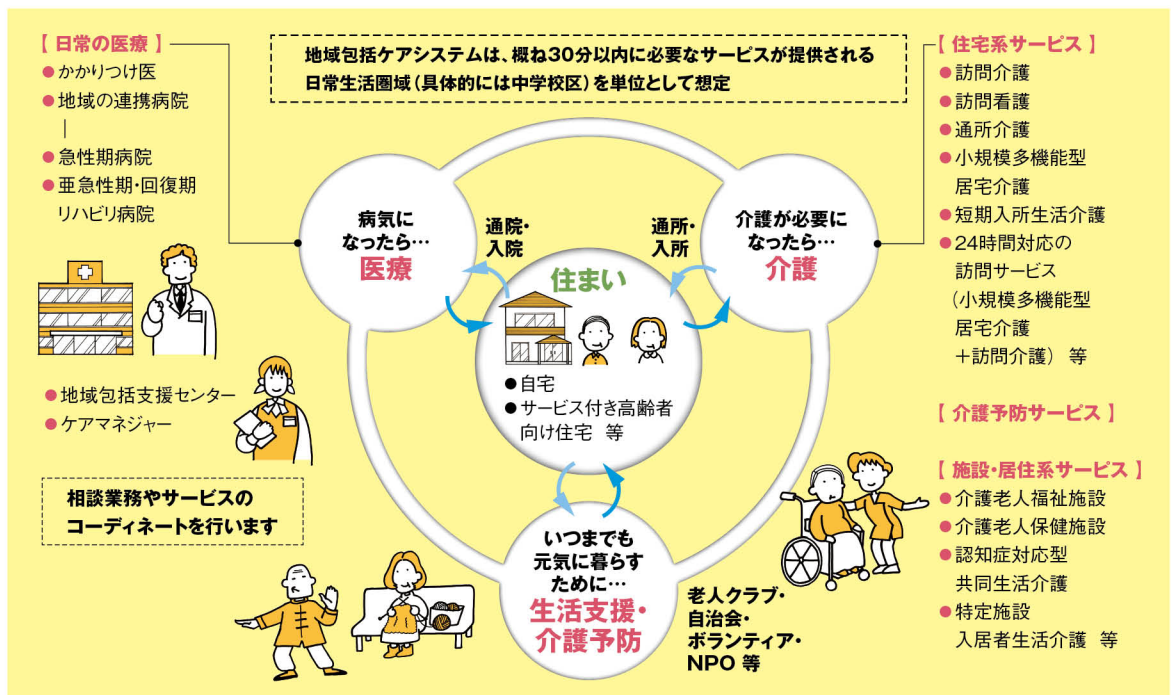 【 日常の医療 】
●かかりつけ医
●地域の連携病院
|
●急性期病院
●亜急性期・回復期
リハビリ病院
地域包括ケアシステムは、概ね30分以内に必要なサービスが提供される
日常生活圏域(具体的には中学校区)を単位として想定
病気に
なったら…
医療
通院・
入院
通所・
入所
介護が必要に
なったら…
介護
住まい
●自宅
●サービス付き高齢者
向け住宅 等
●地域包括支援センター
●ケアマネジャー
相談業務やサービスの
コーディネートを行います
いつまでも
元気に暮らす
ために…
生活支援・
介護予防
老人クラブ・
自治会・
ボランティア・
NPO 等
【 住宅系サービス 】
●訪問介護
●訪問看護
●通所介護
●小規模多機能型
居宅介護
●短期入所生活介護
●24時間対応の
訪問サービス
(小規模多機能型
居宅介護
+訪問介護) 等
【 介護予防サービス 】
【 施設・居住系サービス 】
●介護老人福祉施設
●介護老人保健施設
●認知症対応型
共同生活介護
●特定施設
入居者生活介護 等